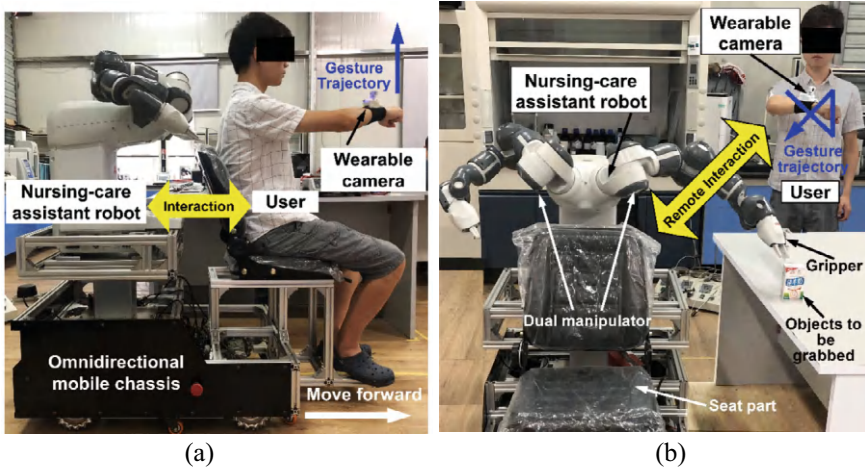 Gesture
Trajectory
Wearable
camera
Nursing-care
assistant robot
Interaction
User
Omnidirectional
mobile chassis
Move forward
(a)
Wearable
camera
Nursing-care
assistant robot
Gesture
trajectory
User
Remote Interaction
Gripper
Dual manipulator
Objects to
be
grabbed
Seat part
(b)